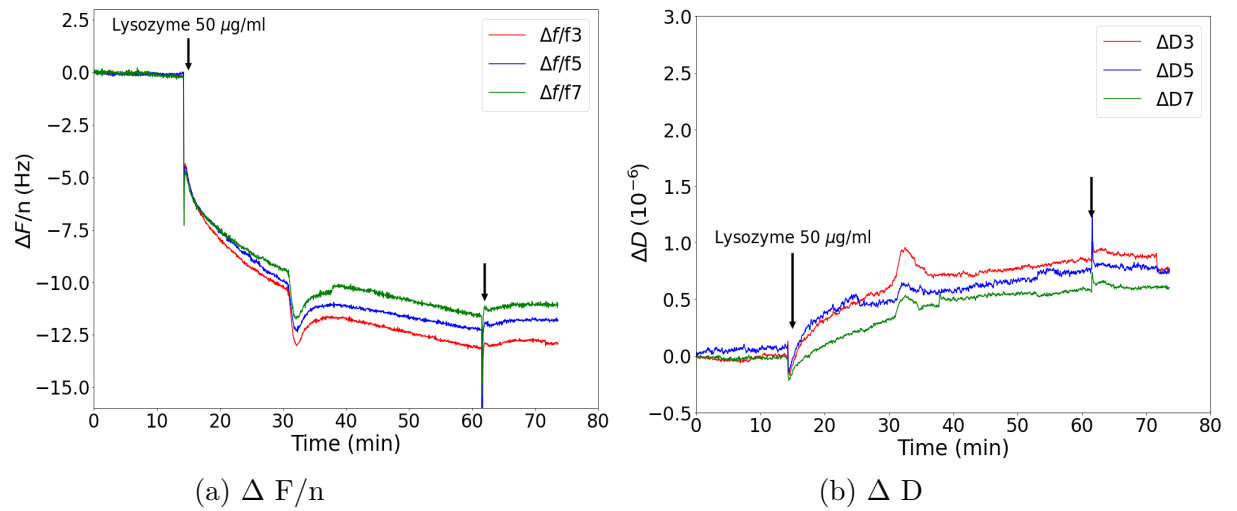 Lysozyme 50 μg/ml
Δf/f3
Δf/f5
Δf/f7
2.5
0.0
−2.5
−5.0
−7.5
−10.0
−12.5
−15.0
ΔF/n (Hz)
0 10 20 30 40 50 60 70 80
Time (min)
(a) Δ F/n
Lysozyme 50 μg/ml
ΔD3
ΔD5
ΔD7
3.0
2.5
2.0
1.5
1.0
0.5
0.0
−0.5
ΔD (10⁻⁶)
0 10 20 30 40 50 60 70 80
Time (min)
(b) Δ D